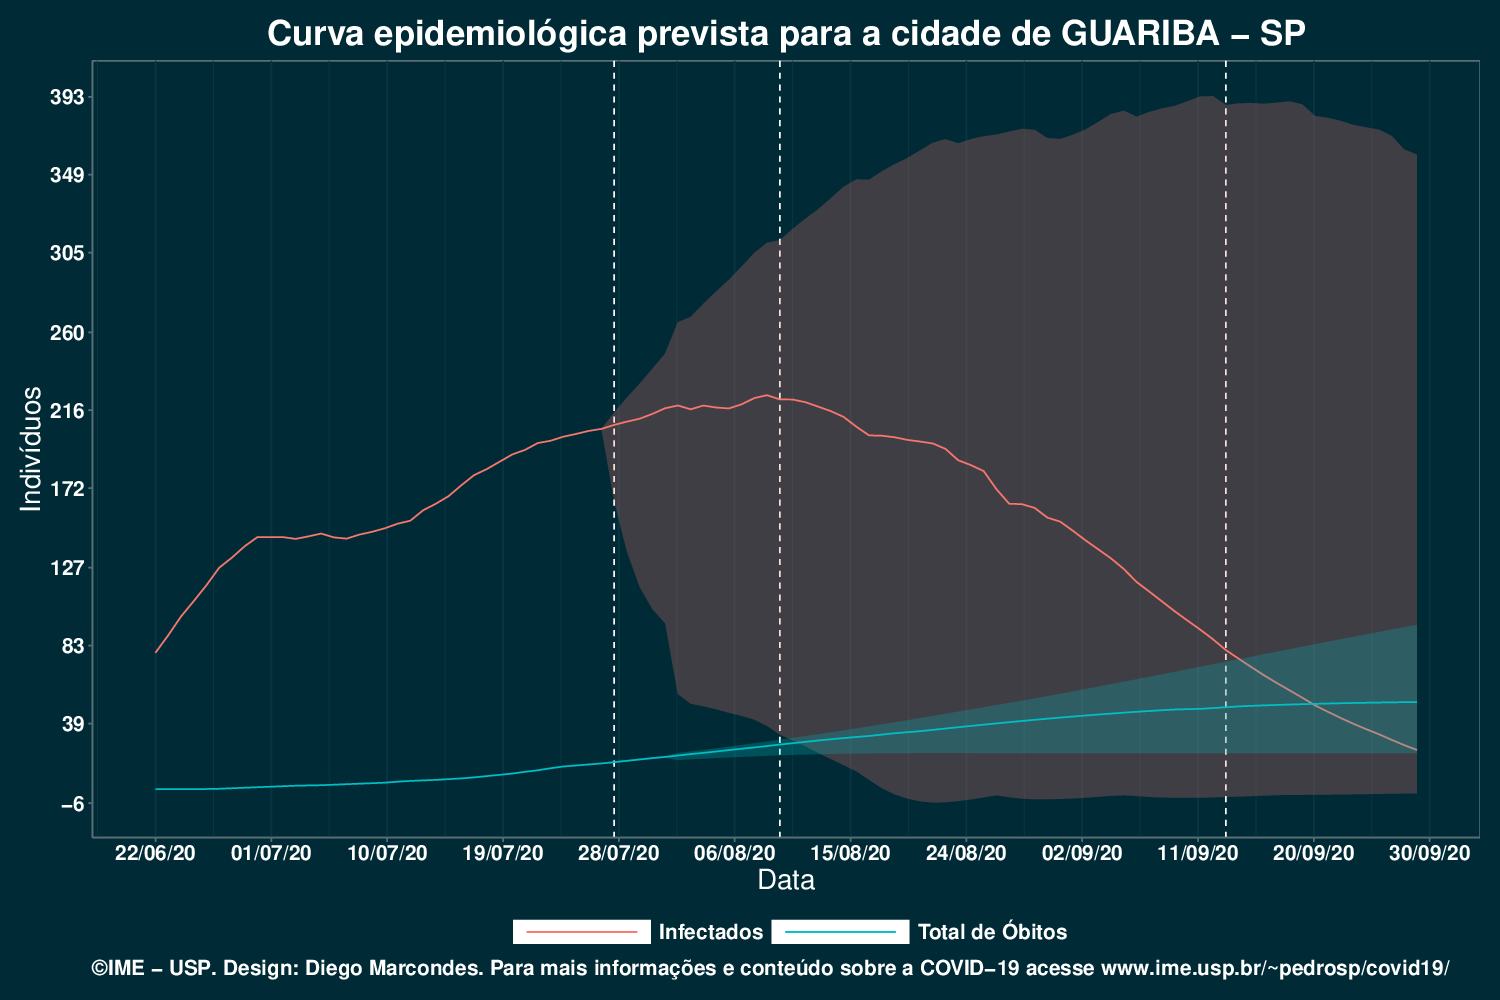 Curva epidemiológica prevista para a cidade de GUARIBA – SP
393
349
305
260
216
172
127
83
39
−6
Indivíduos
22/06/20 01/07/20 10/07/20 19/07/20 28/07/20 06/08/20 15/08/20 24/08/20 02/09/20 11/09/20 20/09/20 30/09/20
Data
Infectados Total de Óbitos
©IME − USP. Design: Diego Marcondes. Para mais informações e conteúdo sobre a COVID−19 acesse www.ime.usp.br/~pedrosp/covid19/